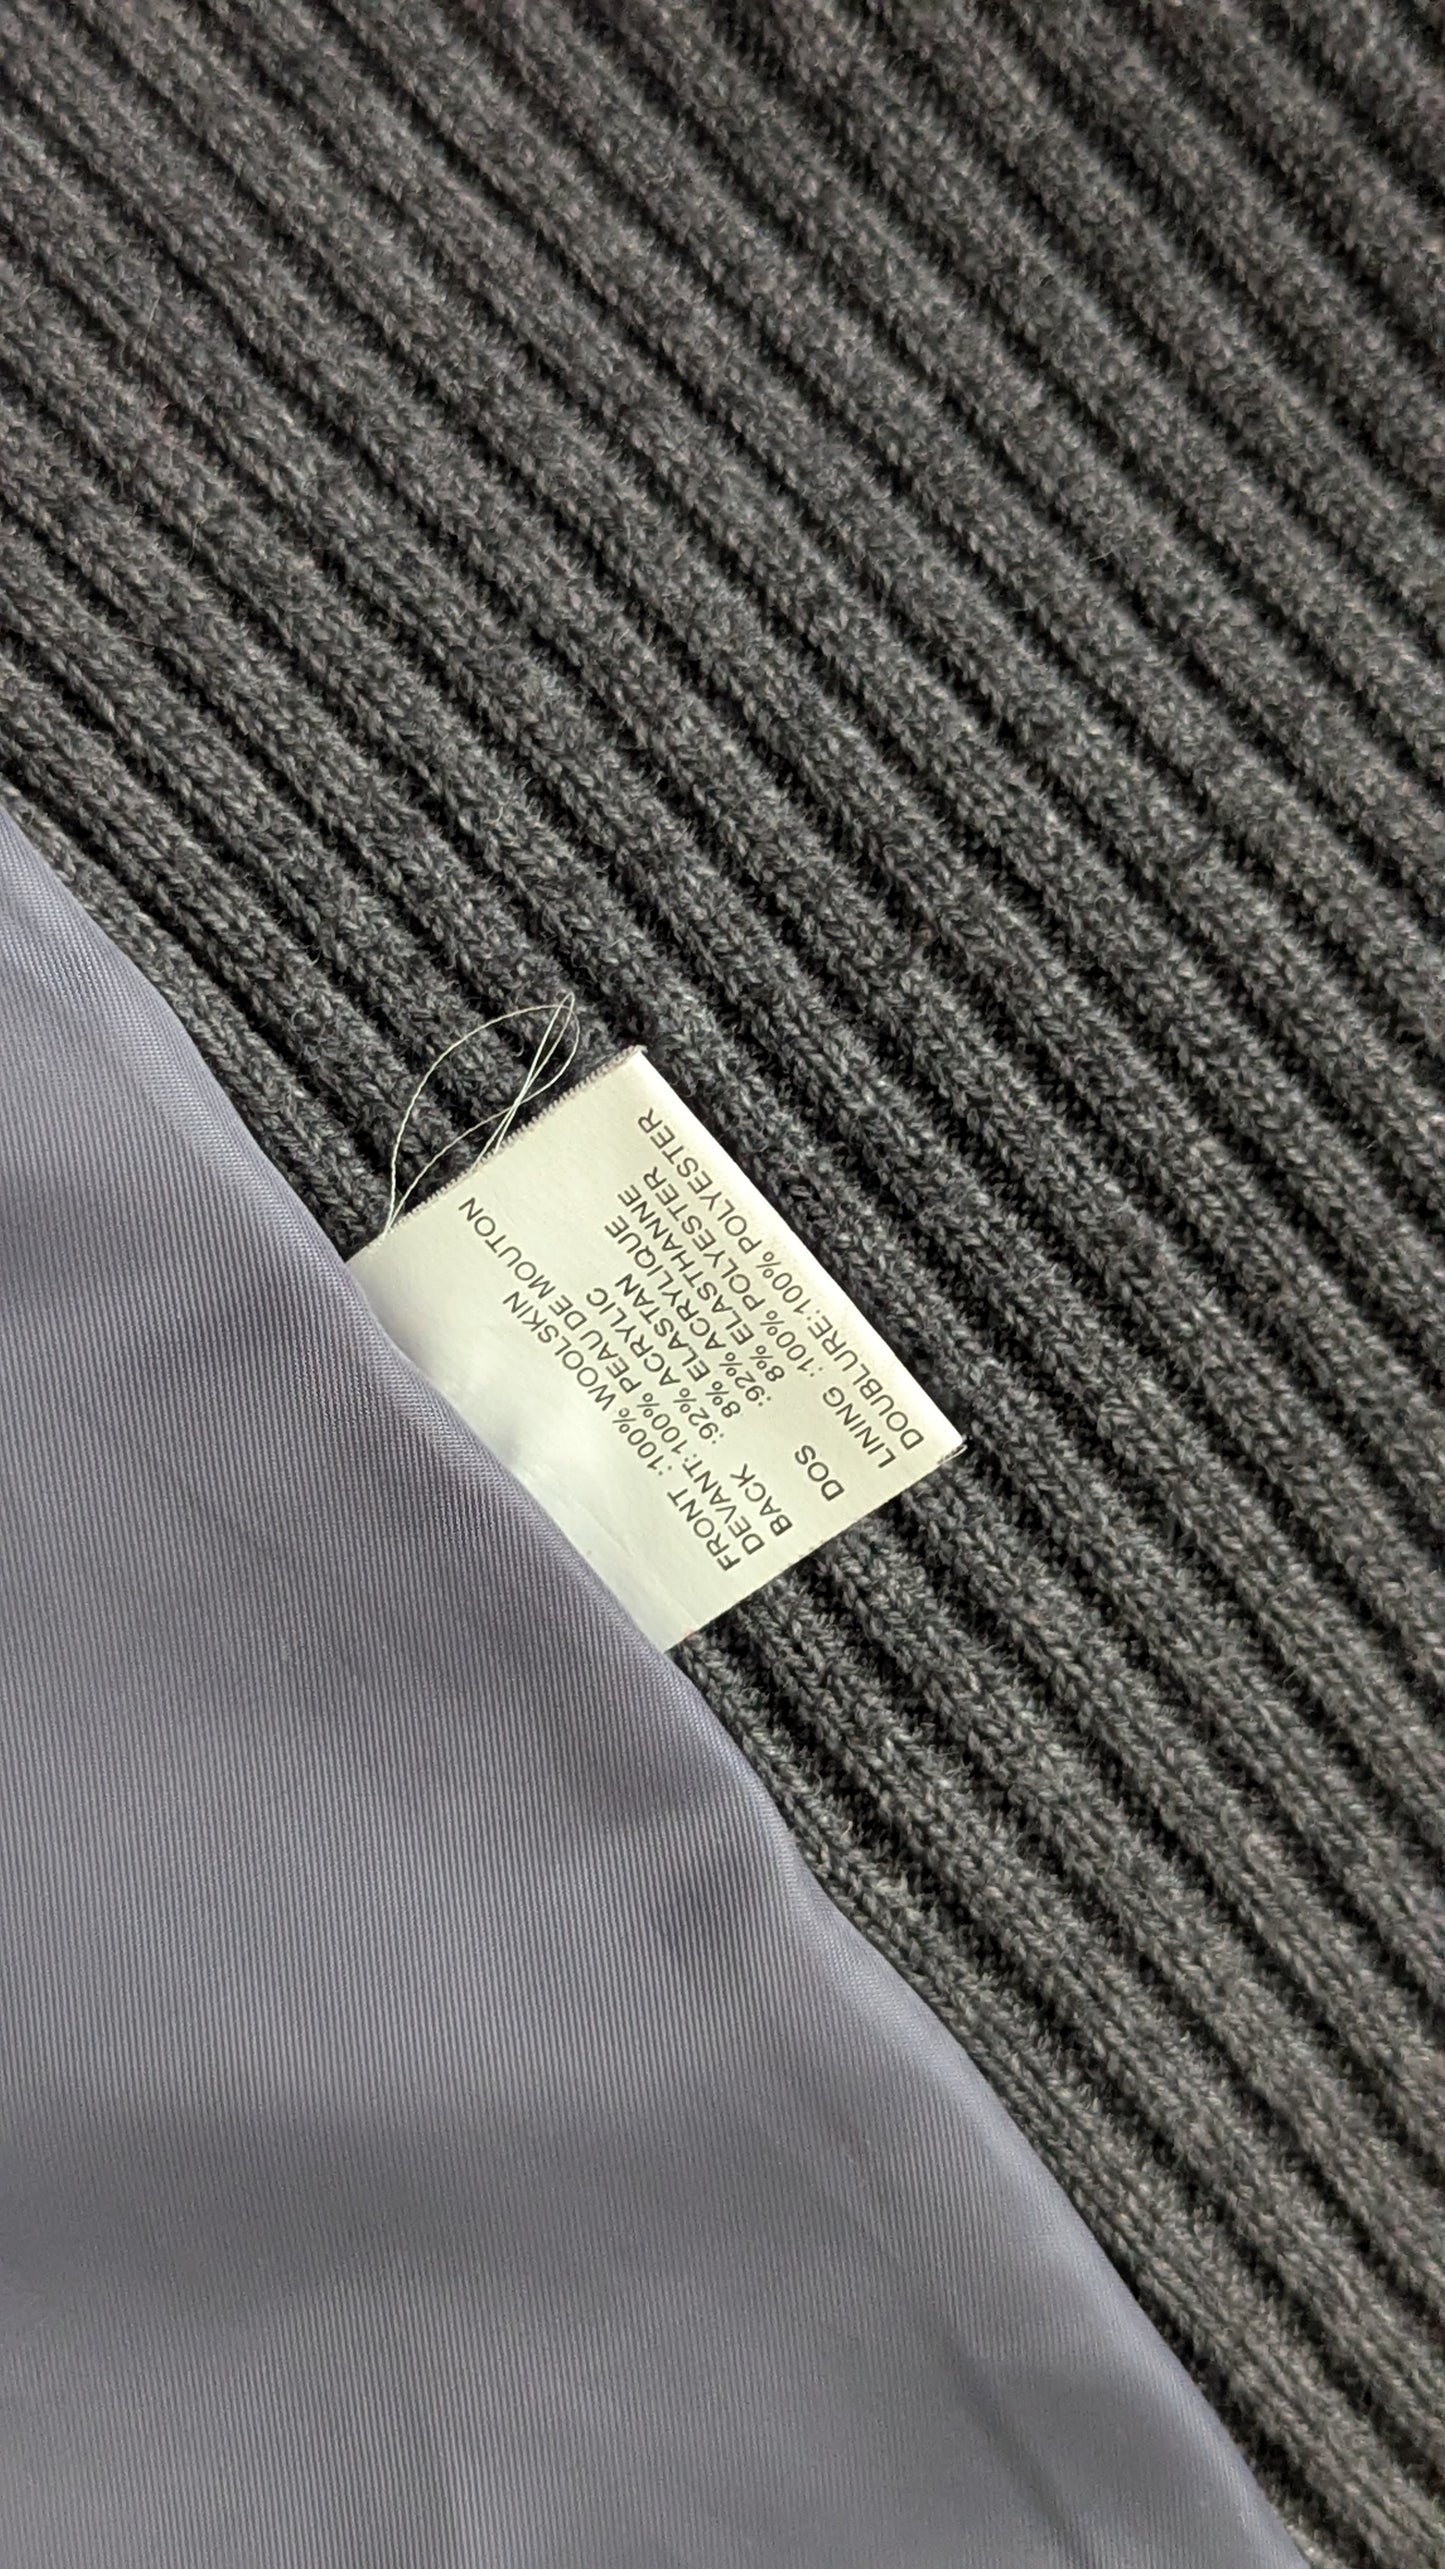 FRONT :100% WOOLSKIN
DEVANT:100% PEAU DE MOUTON
BACK :92% ACRYLIC
8% ELASTAN
DOS :92% ACRYLIQUE
8% ELASTHANNE
LINING :100% POLYESTER
DOUBLURE:100% POLYESTER